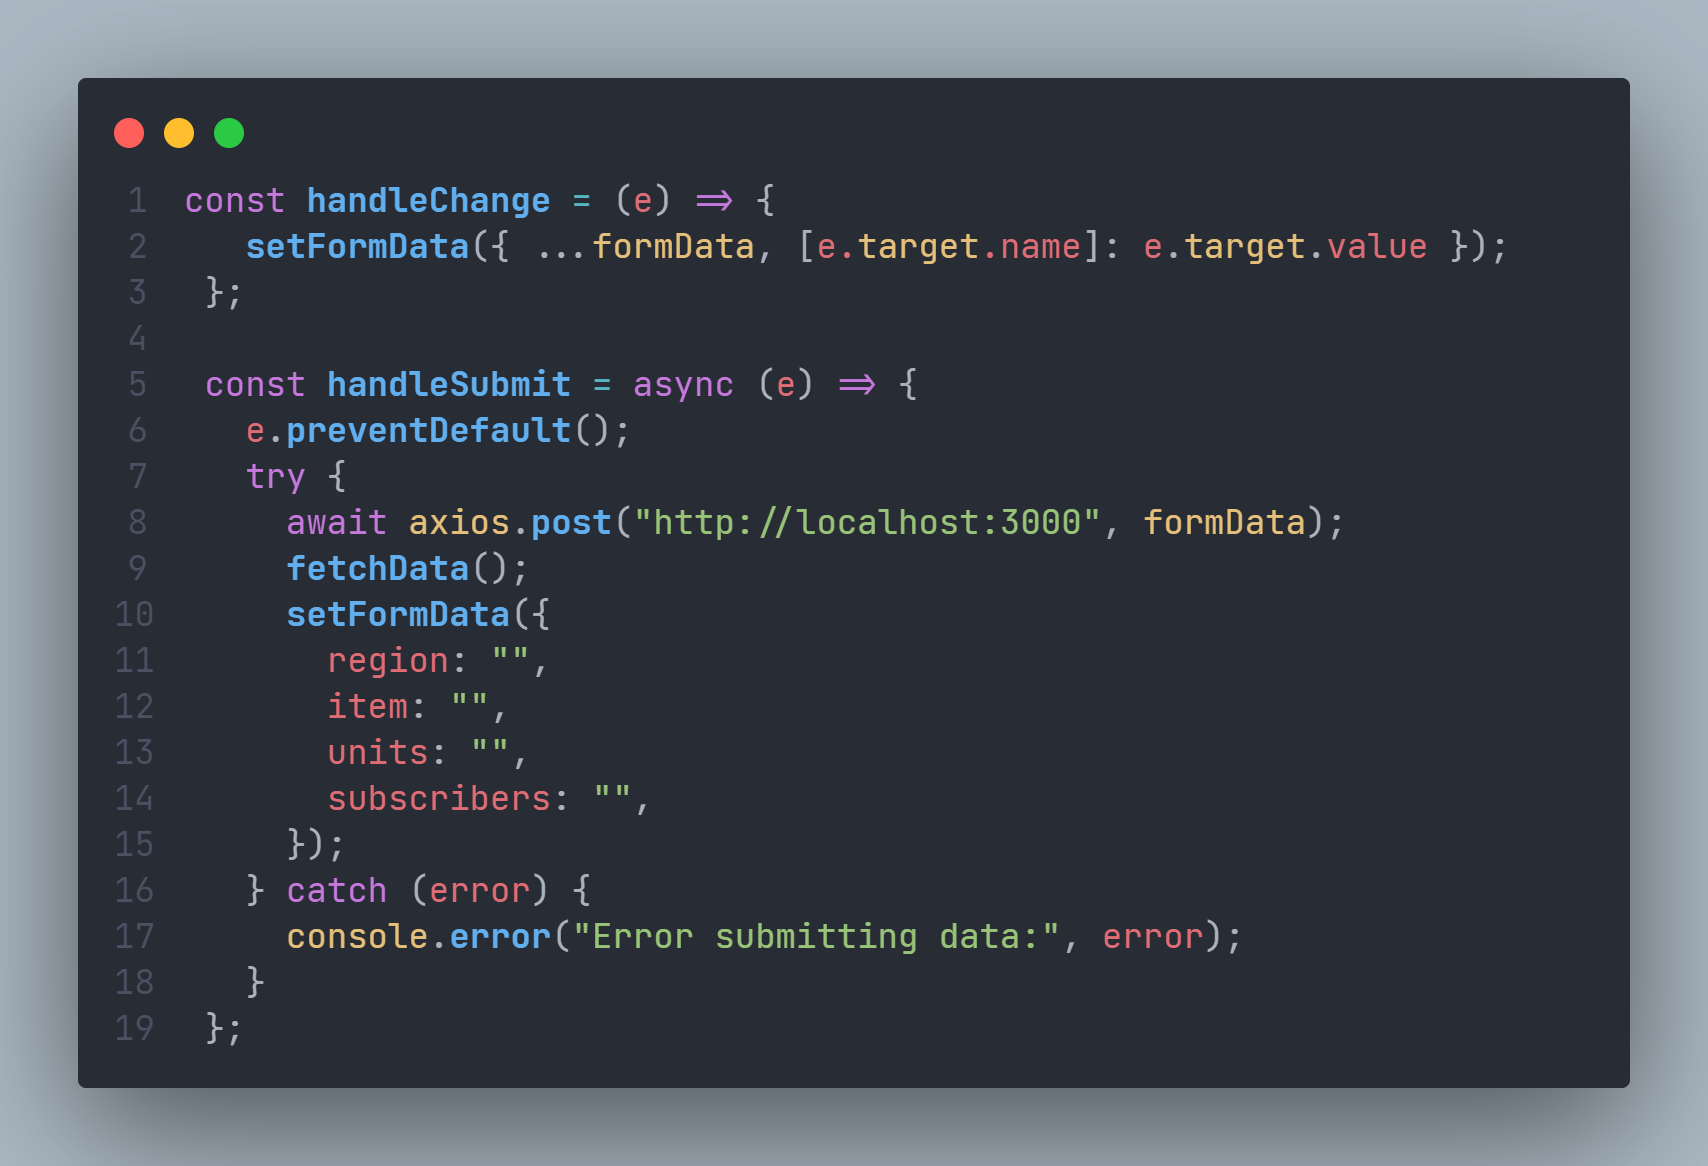 1 const handleChange = (e) => {
2 setFormData({ ...formData, [e.target.name]: e.target.value });
3 };
4
5 const handleSubmit = async (e) => {
6 e.preventDefault();
7 try {
8 await axios.post("http://localhost:3000", formData);
9 fetchData();
10 setFormData({
11 region: "",
12 item: "",
13 units: "",
14 subscribers: "",
15 });
16 } catch (error) {
17 console.error("Error submitting data:", error);
18 }
19 };